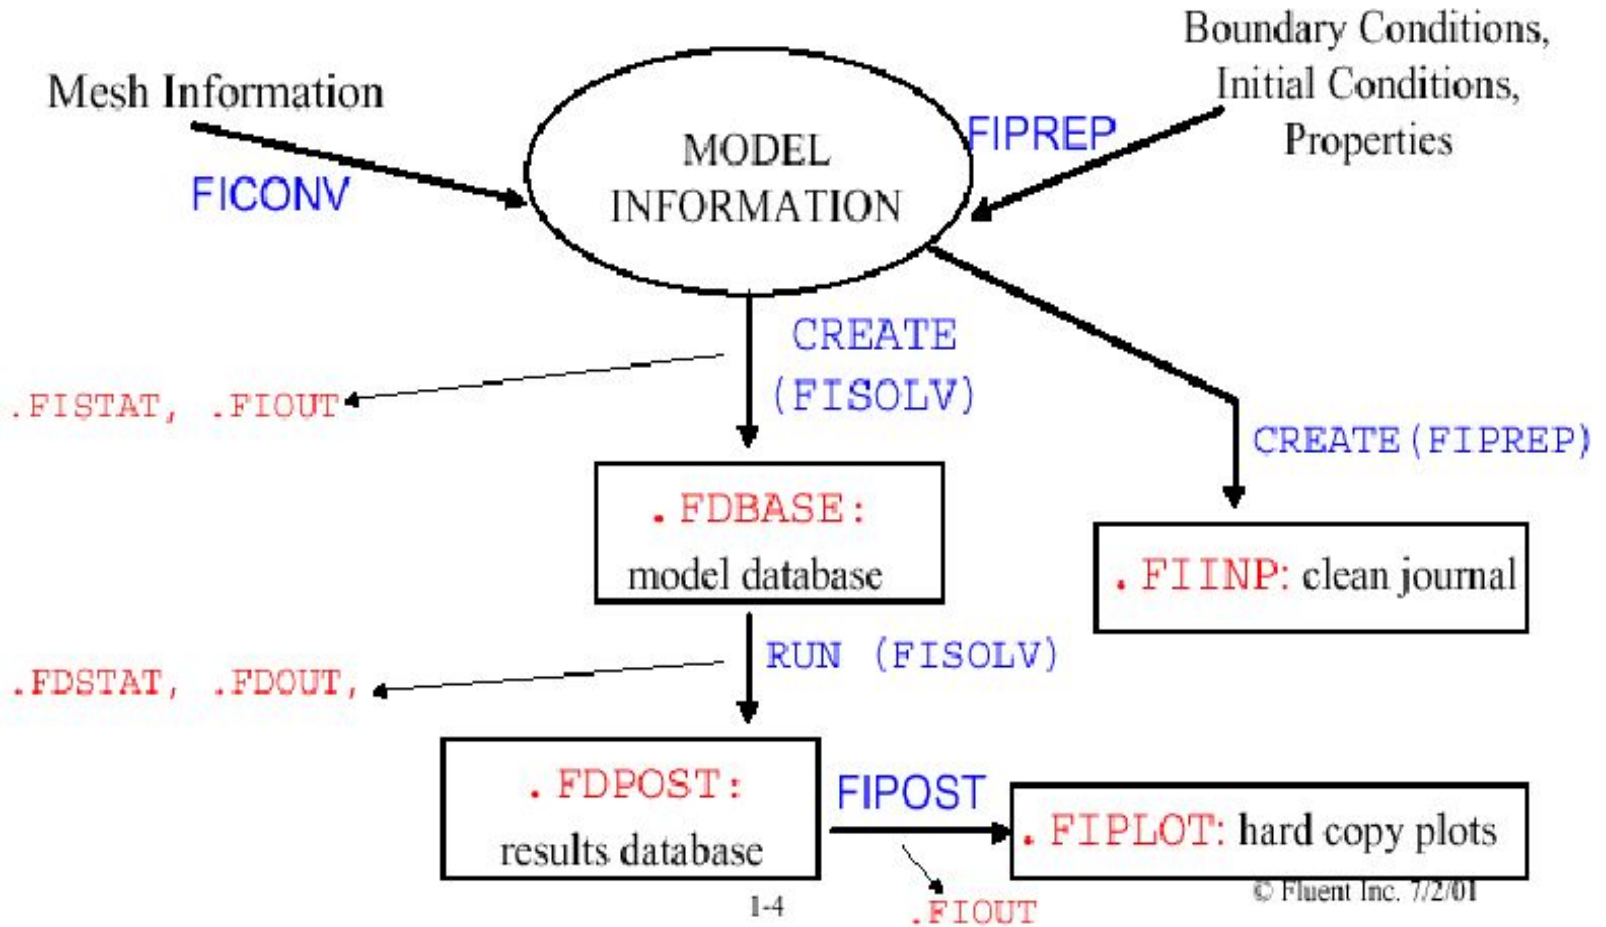 Boundary Conditions,
Mesh Information
Initial Conditions,
FIPREP
Properties
MODEL
INFORMATION
FICONV
CREATE
(FISOLV)
.FISTAT, .FIOUT
CREATE(FIPREP)
.FDBASE:
model database
.FIINP: clean journal
RUN (FISOLV)
.FDSTAT, .FDOUT,
.FDPOST:
results database
FIPOST
.FIPLOT: hard copy plots
1-4
.FIOUT
© Fluent Inc. 7/2/01